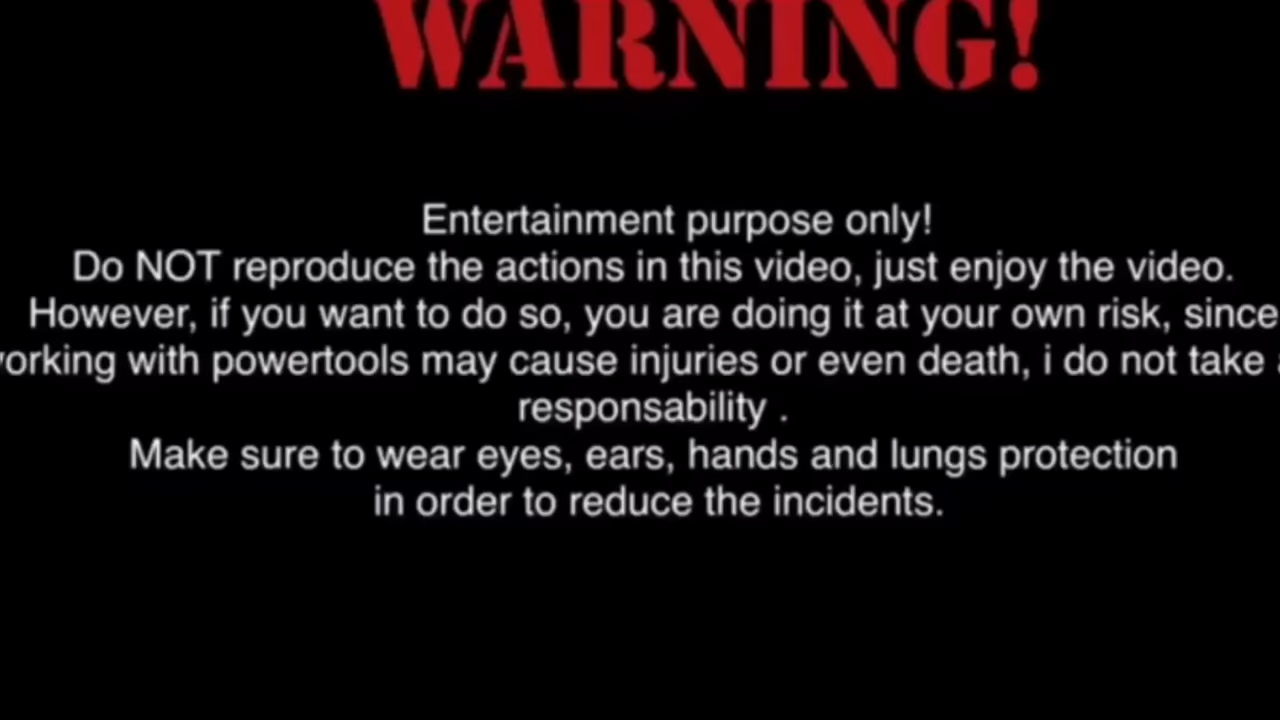 WARNING!
Entertainment purpose only!
Do NOT reproduce the actions in this video, just enjoy the video.
However, if you want to do so, you are doing it at your own risk, since
orking with powertools may cause injuries or even death, i do not take
responsability .
Make sure to wear eyes, ears, hands and lungs protection
in order to reduce the incidents.